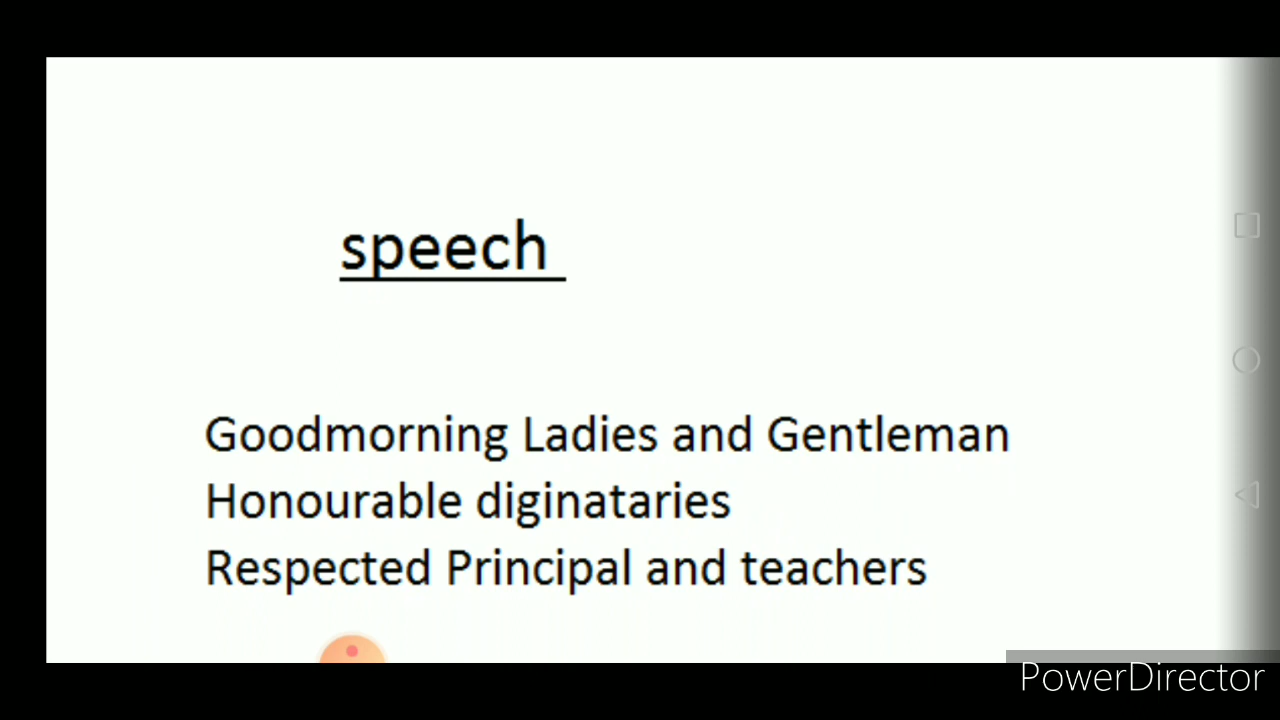 speech
Goodmorning Ladies and Gentleman
Honourable diginataries
Respected Principal and teachers
PowerDirector